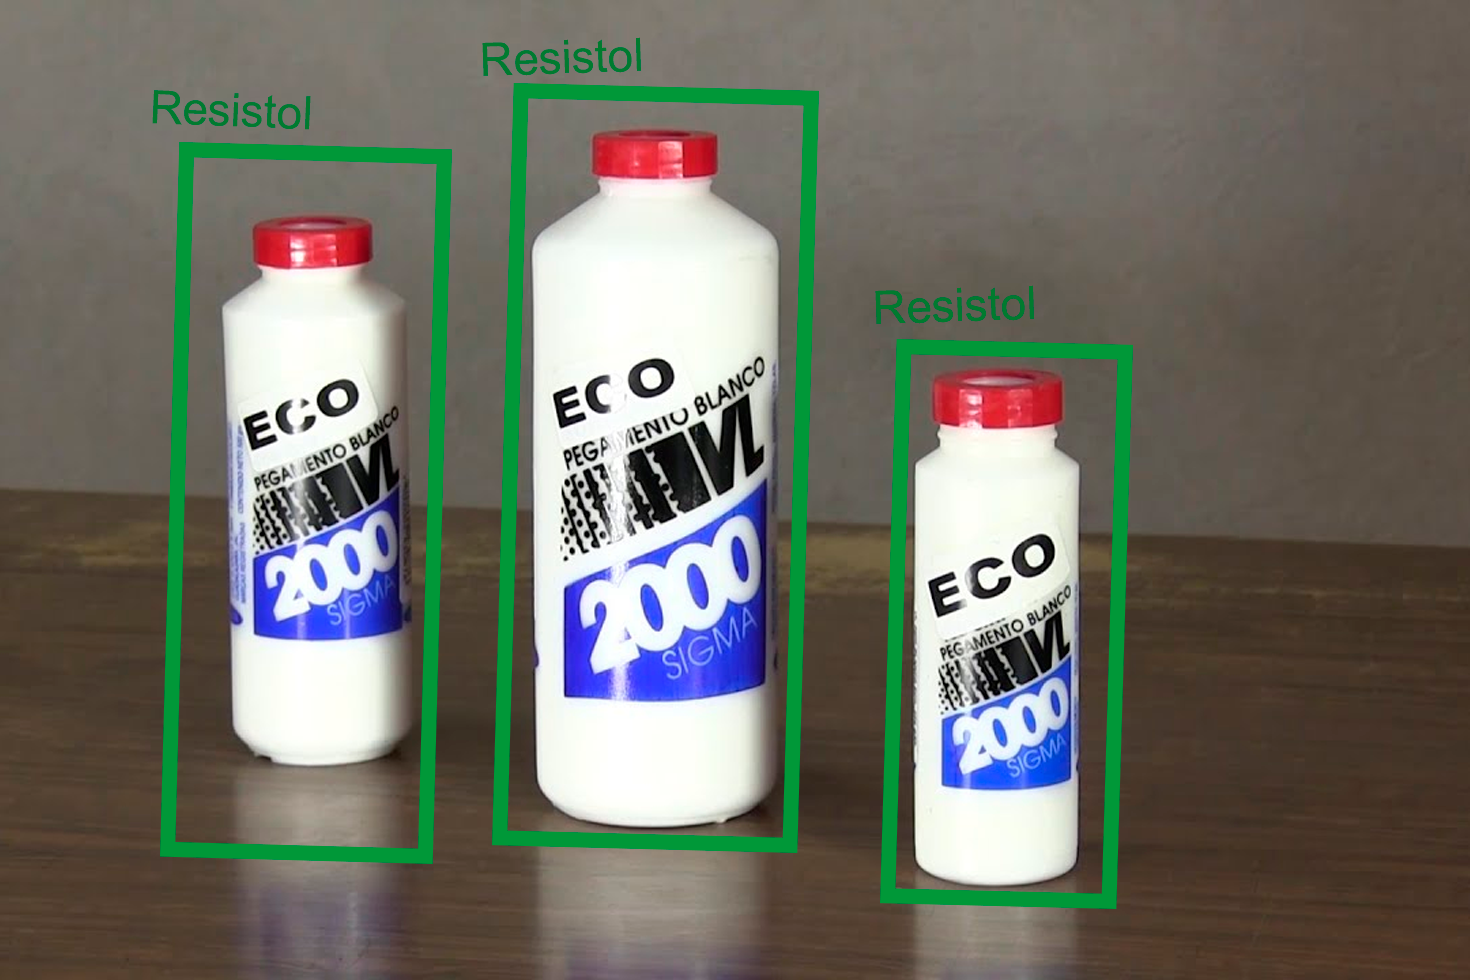 Resistol
ECO
PEGAMENTO BLANCO
VL
2000
SIGMA
Resistol
ECO
PEGAMENTO BLANCO
VL
2000
SIGMA
Resistol
ECO
PEGAMENTO BLANCO
VL
2000
SIGMA